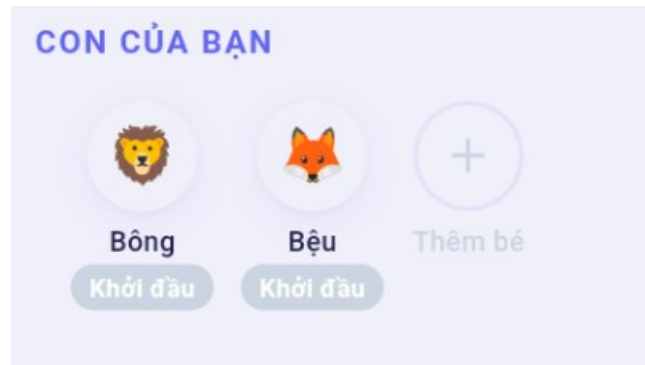 CON CỦA BẠN
Bông
Bệu
Thêm bé
Khởi đầu
Khởi đầu